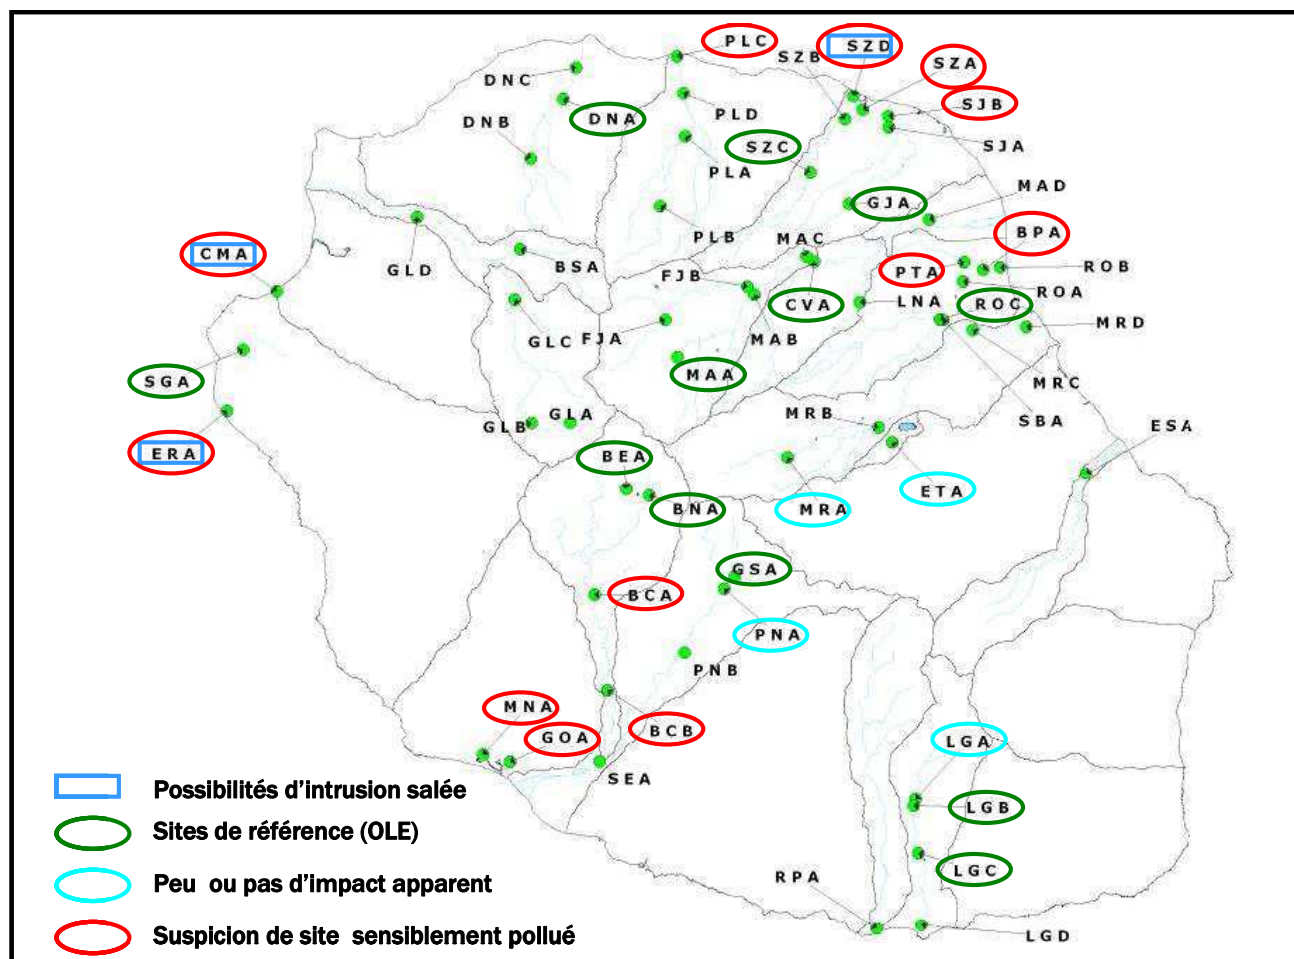 PLC
SZD
SZB
SZA
DNC
SJB
DNB
DNA
PLD
SZC
SJA
PLA
MAD
GJA
BPA
PLB
MAC
CMA
GLD
BSA
FJB
PTA
ROB
ROA
CVA
LNA
ROC
GLC
FJA
MAB
MRD
SGA
MAA
MRC
GLB
GLA
MRB
SBA
ESA
ERA
BEA
ETA
BNA
MRA
GSA
BCA
PNA
PNB
MNA
GOA
BCB
LGA
SEA
LGB
LGC
RPA
LGD
Possibilités d'intrusion salée
Sites de référence (OLE)
Peu ou pas d'impact apparent
Suspicion de site sensiblement pollué